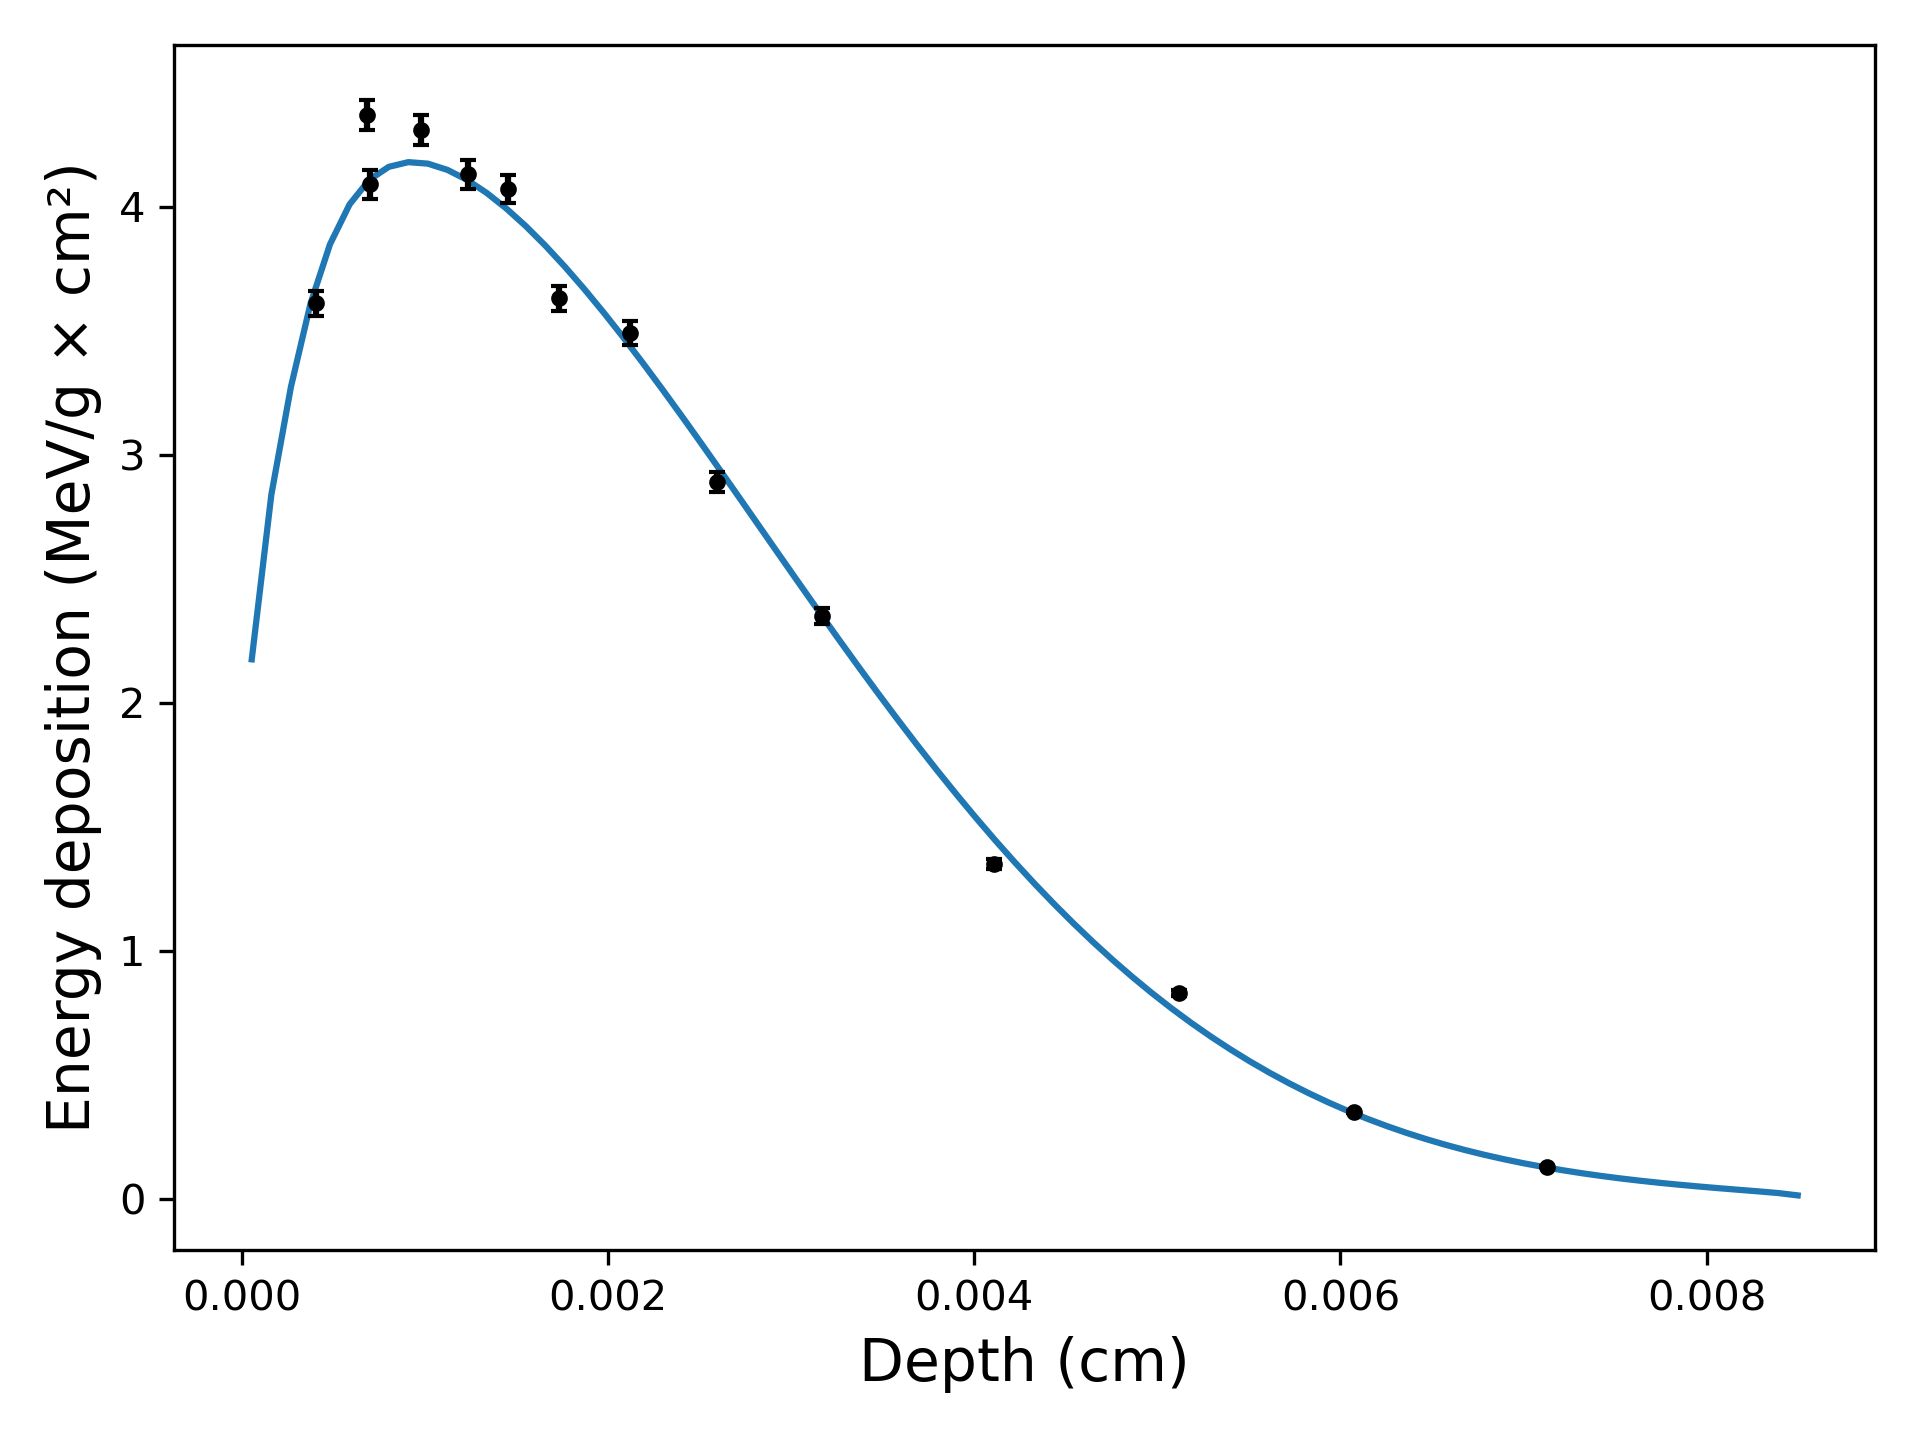 Energy deposition (MeV/g × cm²)
4
3
2
1
0
0.000 0.002 0.004 0.006 0.008
Depth (cm)